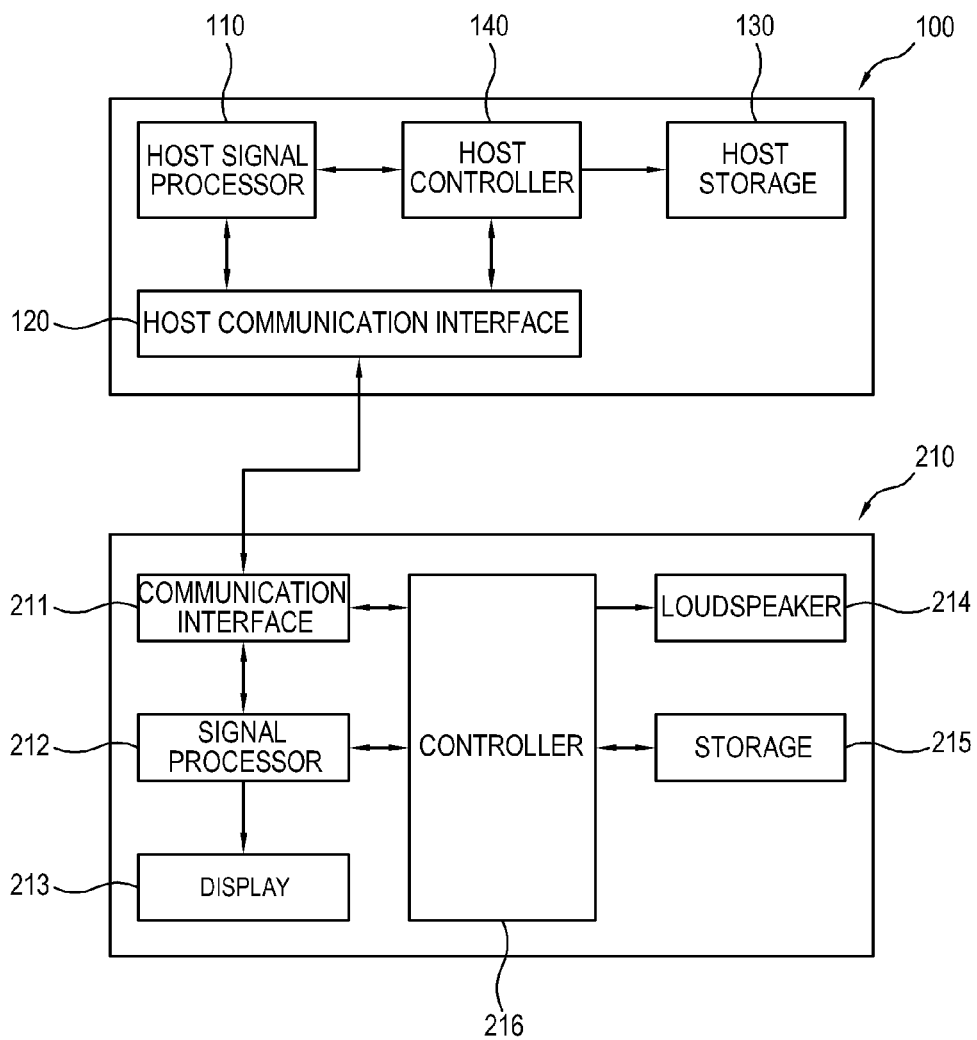 110
140
130
100
HOST SIGNAL
PROCESSOR
HOST
CONTROLLER
HOST
STORAGE
120
HOST COMMUNICATION INTERFACE
210
211
COMMUNICATION
INTERFACE
LOUDSPEAKER
214
212
SIGNAL
PROCESSOR
CONTROLLER
STORAGE
215
213
DISPLAY
216